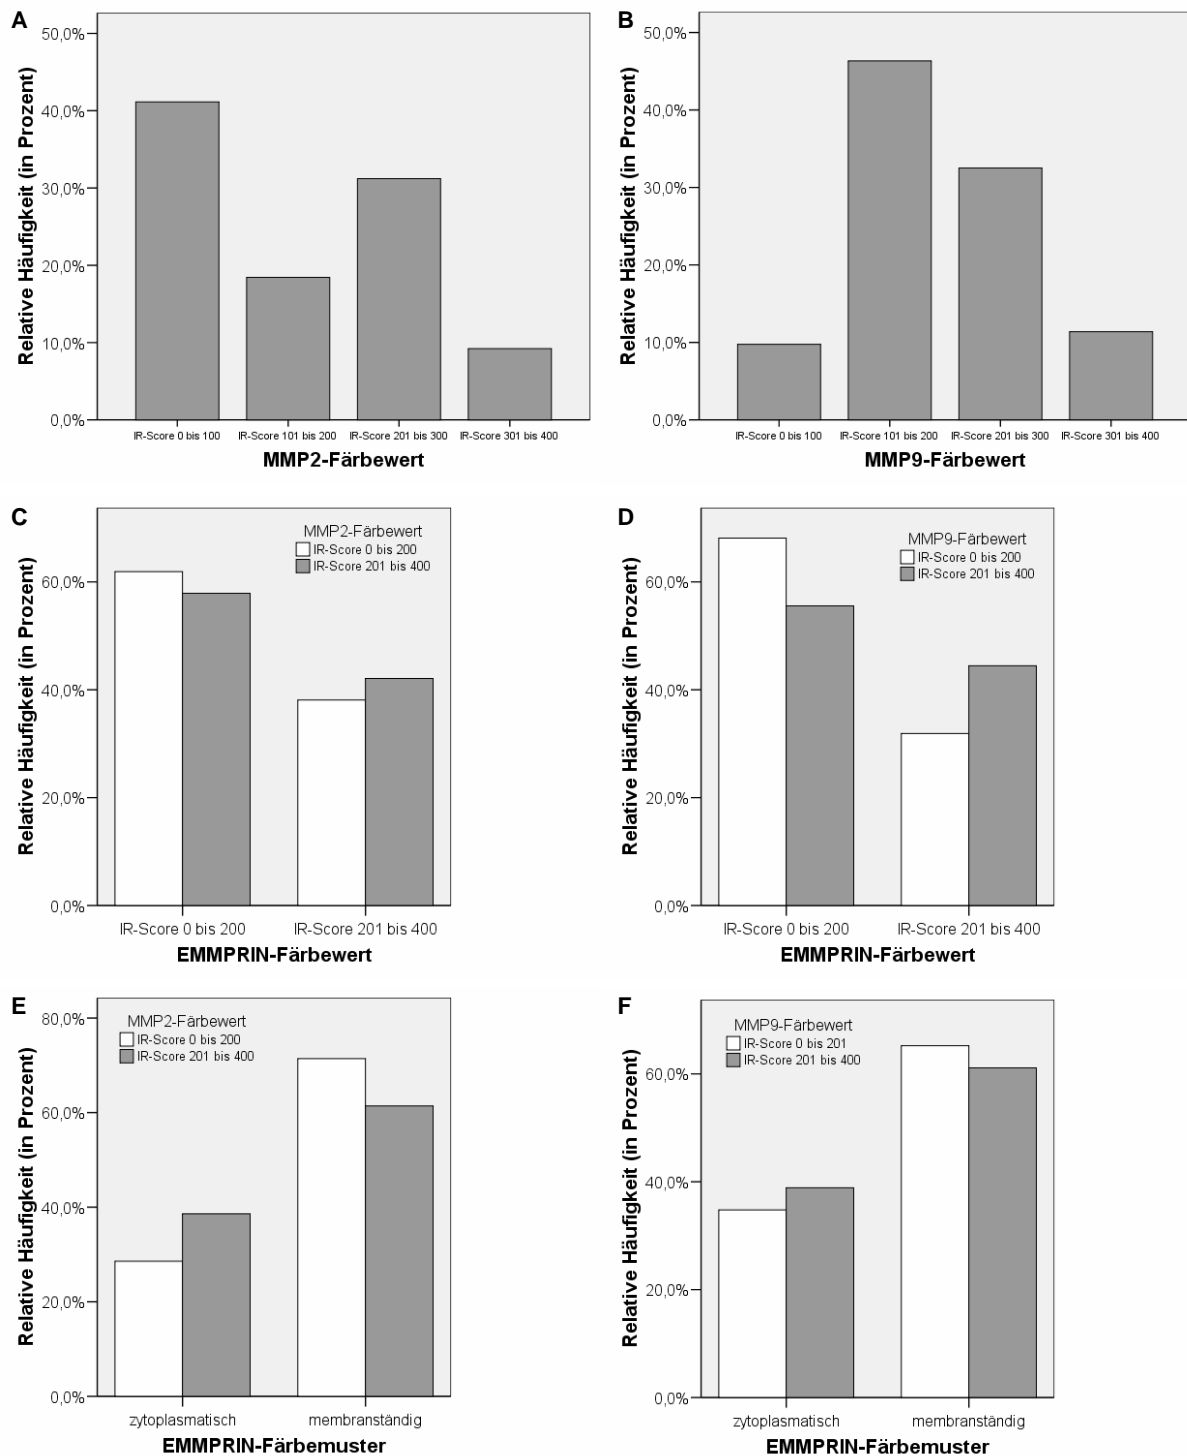 A
Relative Häufigkeit (in Prozent)
50,0%
40,0%
30,0%
20,0%
10,0%
0,0%
IR-Score 0 bis 100 IR-Score 101 bis 200 IR-Score 201 bis 300 IR-Score 301 bis 400
MMP2-Färbewert
B
Relative Häufigkeit (in Prozent)
50,0%
40,0%
30,0%
20,0%
10,0%
0,0%
IR-Score 0 bis 100 IR-Score 101 bis 200 IR-Score 201 bis 300 IR-Score 301 bis 400
MMP9-Färbewert
C
Relative Häufigkeit (in Prozent)
MMP2-Färbewert
IR-Score 0 bis 200
IR-Score 201 bis 400
60,0%
40,0%
20,0%
0,0%
IR-Score 0 bis 200 IR-Score 201 bis 400
EMMPRIN-Färbewert
D
Relative Häufigkeit (in Prozent)
MMP9-Färbewert
IR-Score 0 bis 200
IR-Score 201 bis 400
60,0%
40,0%
20,0%
0,0%
IR-Score 0 bis 200 IR-Score 201 bis 400
EMMPRIN-Färbewert
E
Relative Häufigkeit (in Prozent)
MMP2-Färbewert
IR-Score 0 bis 200
IR-Score 201 bis 400
80,0%
60,0%
40,0%
20,0%
0,0%
zytoplasmatisch membranständig
EMMPRIN-Färbemuster
F
Relative Häufigkeit (in Prozent)
MMP9-Färbewert
IR-Score 0 bis 201
IR-Score 201 bis 400
60,0%
40,0%
20,0%
0,0%
zytoplasmatisch membranständig
EMMPRIN-Färbemuster